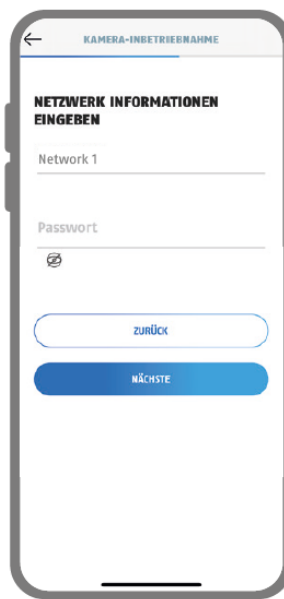 KAMERA-INBETRIEBNAHME
NETZWERK INFORMATIONEN
EINGEBEN
Network 1
Passwort
ZURÜCK
NÄCHSTE